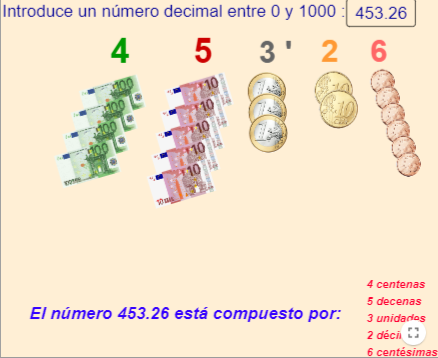 Introduce un número decimal entre 0 y 1000 : 453.26
4 5 3 ' 2 6
El número 453.26 está compuesto por:
4 centenas
5 decenas
3 unidades
2
6 centésimas